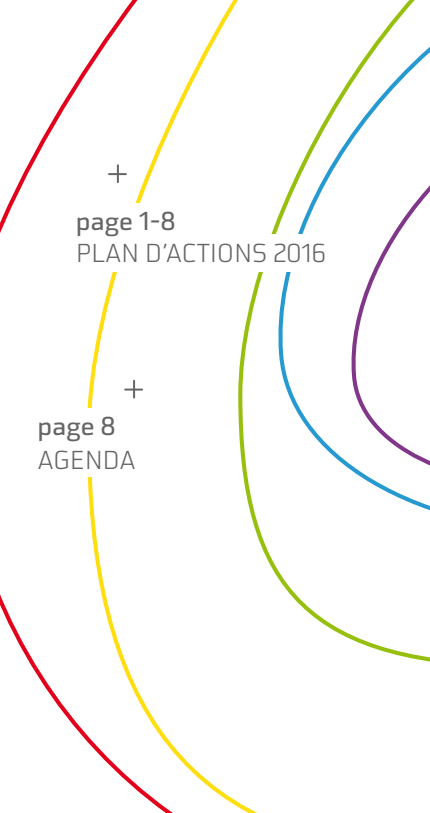 +
page 1-8
PLAN D'ACTIONS 2016
+
page 8
AGENDA